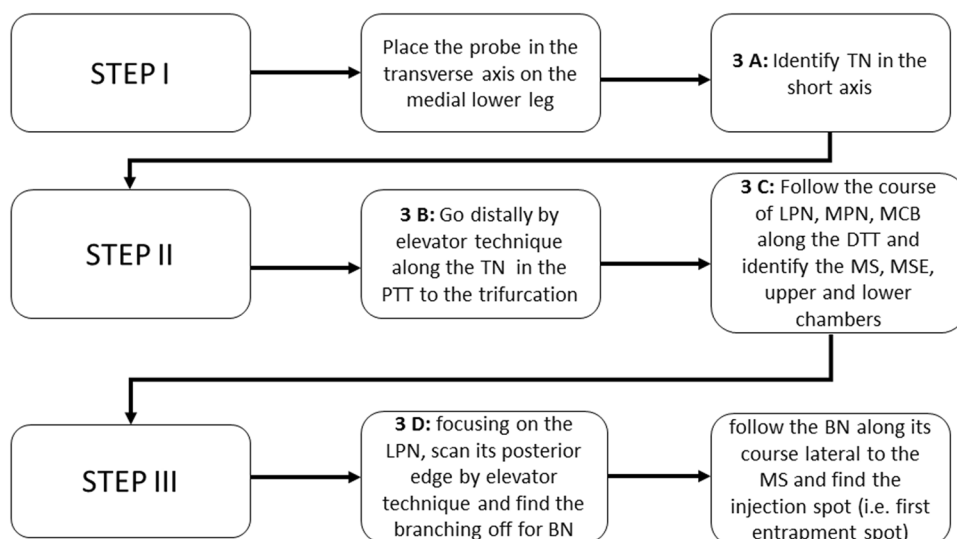 STEP I
Place the probe in the
transverse axis on the
medial lower leg
3 A: Identify TN in the
short axis
STEP II
3 B: Go distally by
elevator technique
along the TN in the
PTT to the trifurcation
3 C: Follow the course
of LPN, MPN, MCB
along the DTT and
identify the MS, MSE,
upper and lower
chambers
STEP III
3 D: focusing on the
LPN, scan its posterior
edge by elevator
technique and find the
branching off for BN
follow the BN along its
course lateral to the
MS and find the
injection spot (i.e. first
entrapment spot)